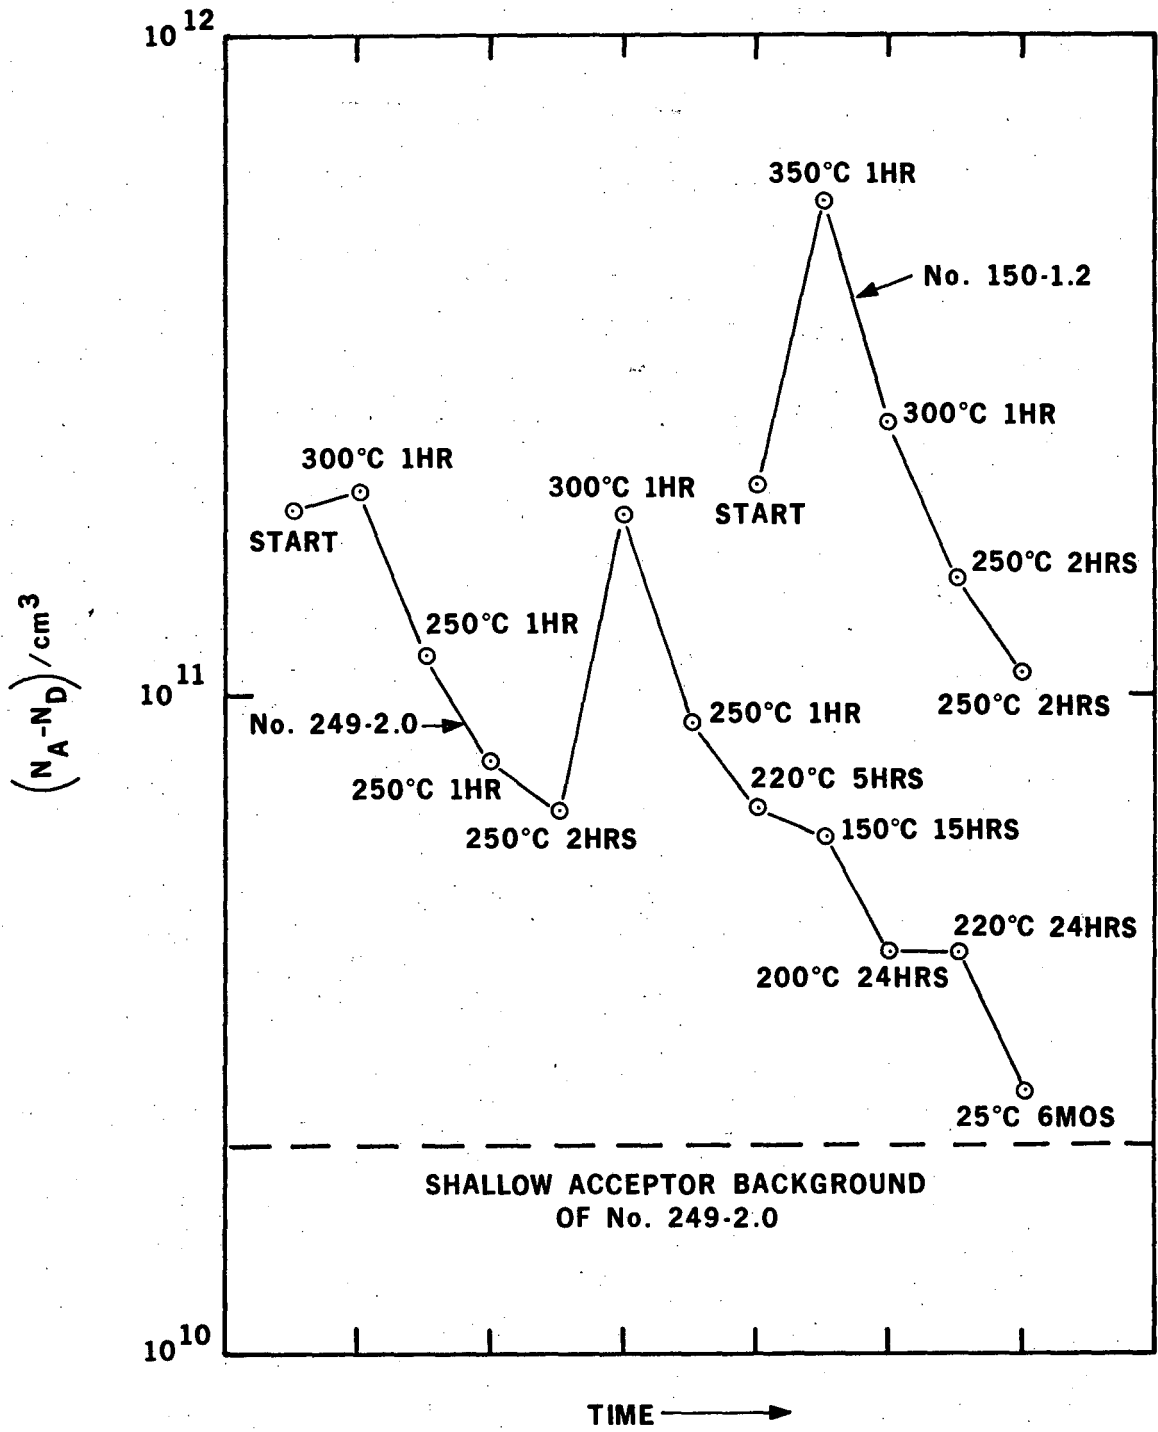 10^12
350°C 1HR
No. 150-1.2
300°C 1HR
300°C 1HR
300°C 1HR
START
START
250°C 2HRS
250°C 1HR
(N_A-N_D)/cm^3
10^11
250°C 2HRS
No. 249-2.0
250°C 1HR
250°C 1HR
220°C 5HRS
250°C 2HRS
150°C 15HRS
220°C 24HRS
200°C 24HRS
25°C 6MOS
SHALLOW ACCEPTOR BACKGROUND
OF No. 249-2.0
10^10
TIME